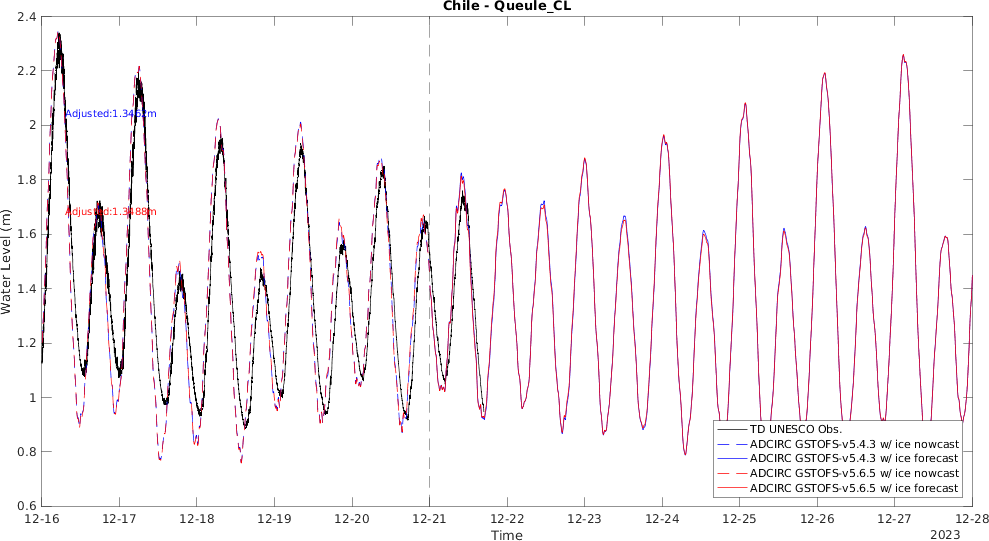 Chile - Queule_CL
2.4
2.2
2
1.8
1.6
1.4
1.2
1
0.8
0.6
Water Level (m)
Adjusted:1.3462m
Adjusted:1.3488m
TD UNESCO Obs.
ADCIRC GSTOFS-v5.4.3 w/ ice nowcast
ADCIRC GSTOFS-v5.4.3 w/ ice forecast
ADCIRC GSTOFS-v5.6.5 w/ ice nowcast
ADCIRC GSTOFS-v5.6.5 w/ ice forecast
12-16 12-17 12-18 12-19 12-20 12-21 12-22 12-23 12-24 12-25 12-26 12-27 12-28
Time
2023